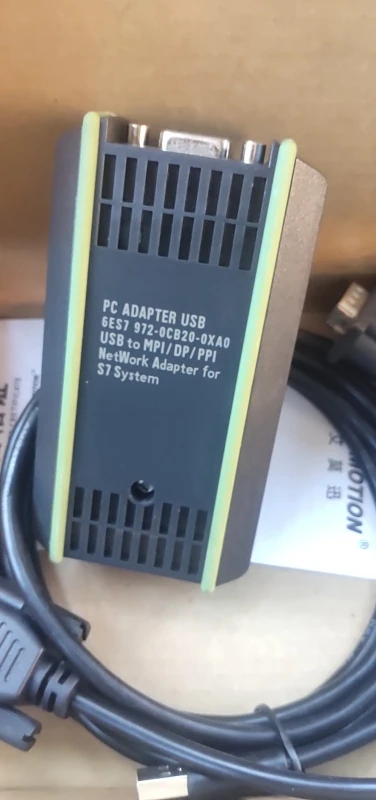 PC ADAPTER USB
6ES7 972-0CB20-0XA0
USB to MPI/DP/PPI
NetWork Adapter for
S7 System
MOTION®